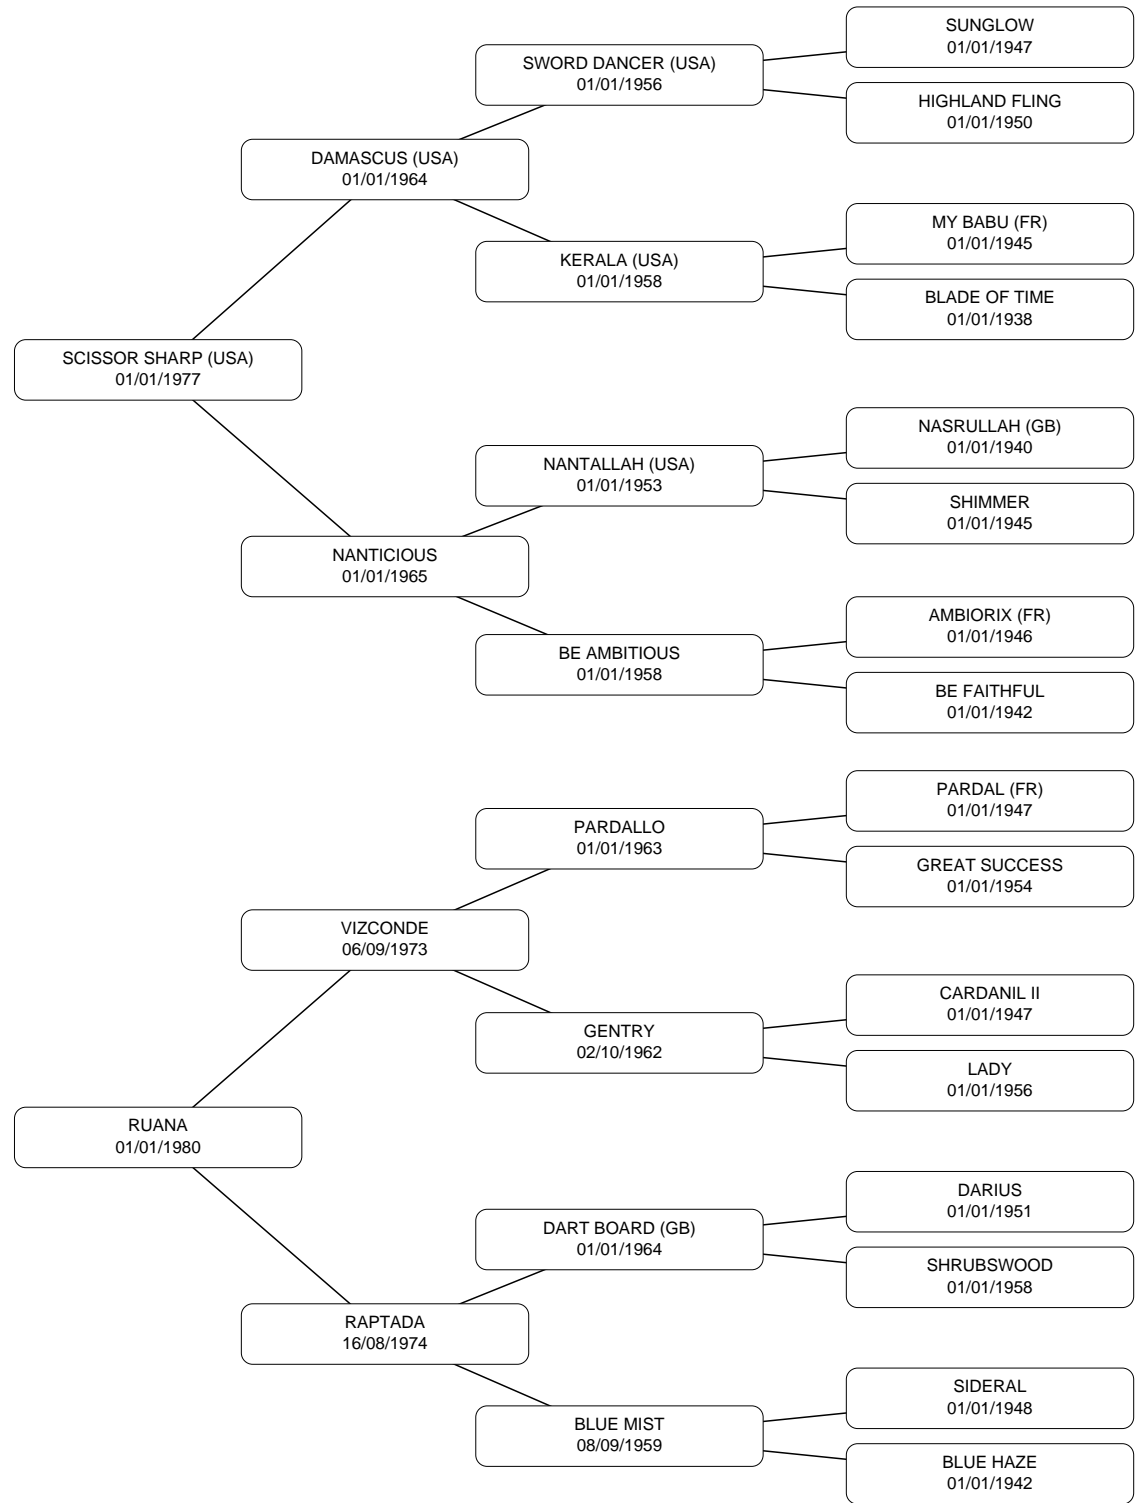 SUNGLOW
01/01/1947
SWORD DANCER (USA)
01/01/1956
HIGHLAND FLING
01/01/1950
DAMASCUS (USA)
01/01/1964
MY BABU (FR)
01/01/1945
KERALA (USA)
01/01/1958
BLADE OF TIME
01/01/1938
SCISSOR SHARP (USA)
01/01/1977
NASRULLAH (GB)
01/01/1940
NANTALLAH (USA)
01/01/1953
SHIMMER
01/01/1945
NANTICIOUS
01/01/1965
AMBIORIX (FR)
01/01/1946
BE AMBITIOUS
01/01/1958
BE FAITHFUL
01/01/1942
PARDAL (FR)
01/01/1947
PARDALLO
01/01/1963
GREAT SUCCESS
01/01/1954
VIZCONDE
06/09/1973
CARDANIL II
01/01/1947
GENTRY
02/10/1962
LADY
01/01/1956
RUANA
01/01/1980
DARIUS
01/01/1951
DART BOARD (GB)
01/01/1964
SHRUBSWOOD
01/01/1958
RAPTADA
16/08/1974
SIDERAL
01/01/1948
BLUE MIST
08/09/1959
BLUE HAZE
01/01/1942